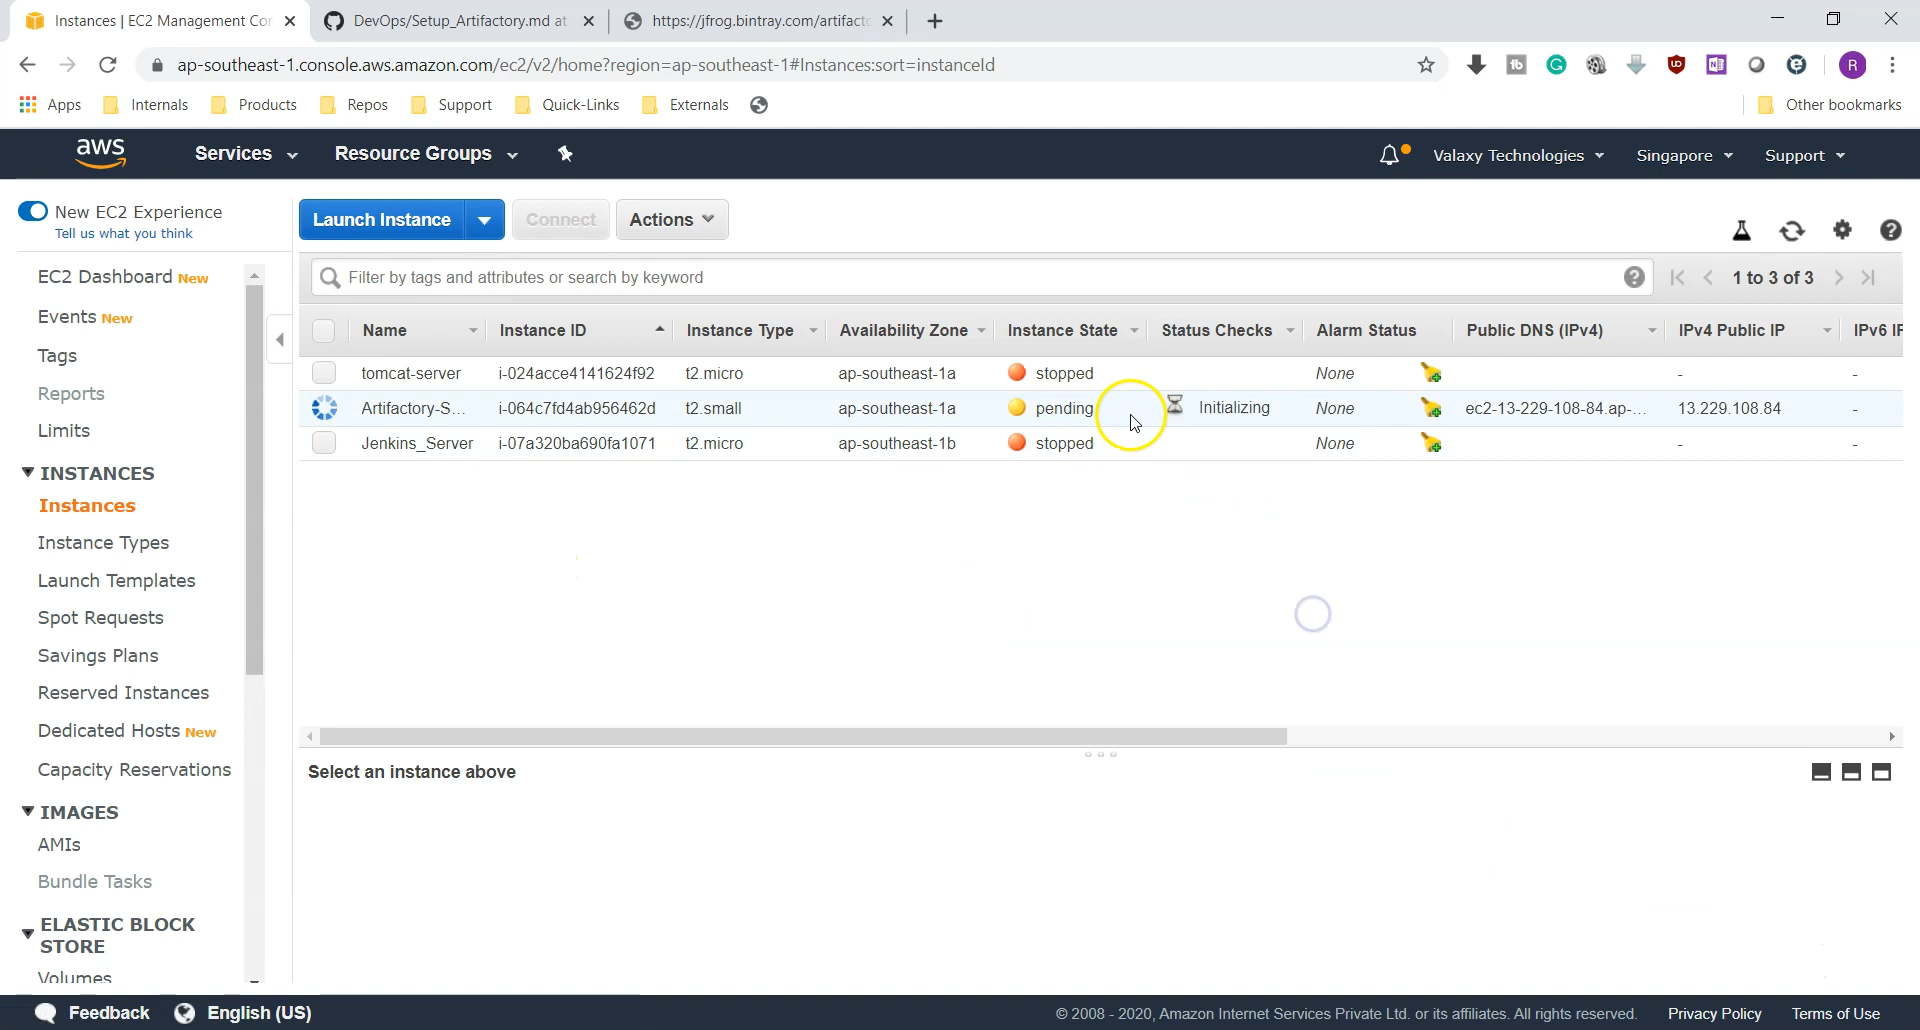 Instances | EC2 Management Cor
DevOps/Setup_Artifactory.md at
https://jfrog.bintray.com/artifacto
ap-southeast-1.console.aws.amazon.com/ec2/v2/home?region=ap-southeast-1#Instances:sort=instanceId
R
Apps Internals Products Repos Support Quick-Links Externals Other bookmarks
aws Services Resource Groups Valaxy Technologies Singapore Support
New EC2 Experience
Tell us what you think
Launch Instance Connect Actions
Filter by tags and attributes or search by keyword
1 to 3 of 3
Name Instance ID Instance Type Availability Zone Instance State Status Checks Alarm Status Public DNS (IPv4) IPv4 Public IP IPv6 IP
tomcat-server i-024acce4141624f92 t2.micro ap-southeast-1a stopped None - -
Artifactory-S... i-064c7fd4ab956462d t2.small ap-southeast-1a pending Initializing None ec2-13-229-108-84.ap-... 13.229.108.84 -
Jenkins_Server i-07a320ba690fa1071 t2.micro ap-southeast-1b stopped None - -
EC2 Dashboard New
Events New
Tags
Reports
Limits
INSTANCES
Instances
Instance Types
Launch Templates
Spot Requests
Savings Plans
Reserved Instances
Dedicated Hosts New
Capacity Reservations
IMAGES
AMIs
Bundle Tasks
ELASTIC BLOCK
STORE
Volumes
Select an instance above
Feedback English (US)
© 2008 - 2020, Amazon Internet Services Private Ltd. or its affiliates. All rights reserved. Privacy Policy Terms of Use